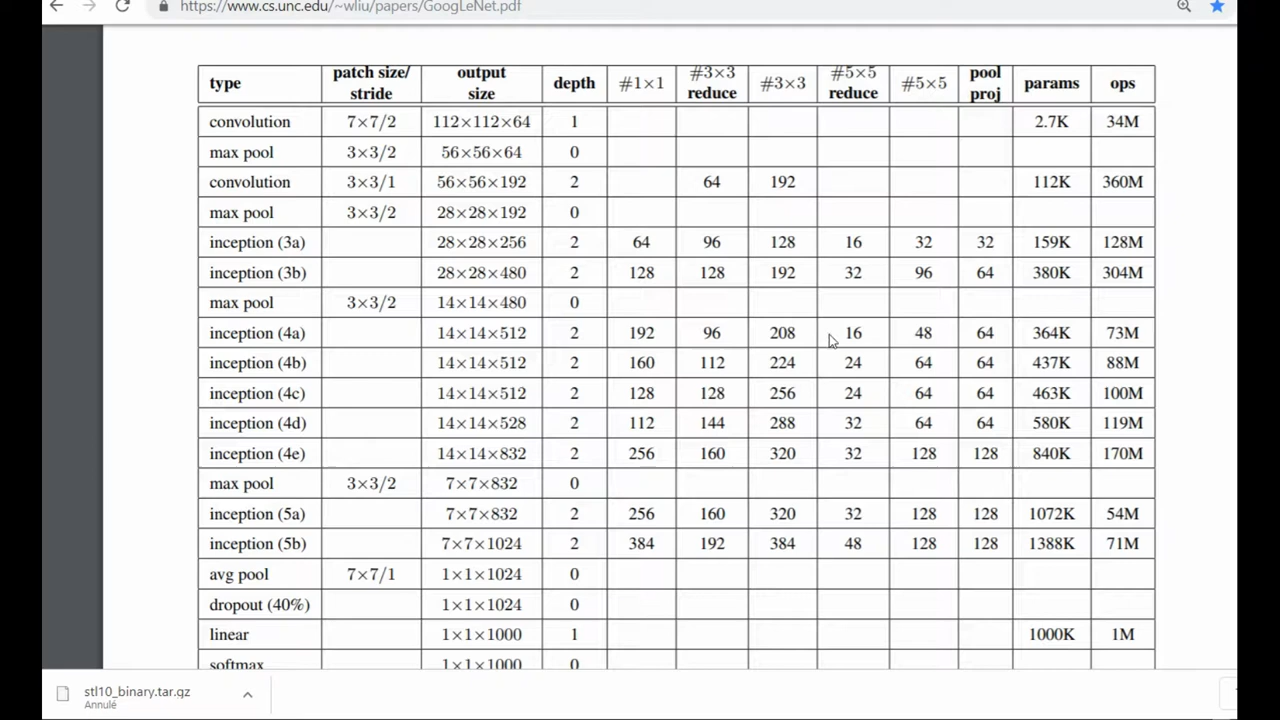 https://www.cs.unc.edu/~wliu/papers/GoogLeNet.pdf
type patch size/ stride output size depth #1×1 #3×3 reduce #3×3 #5×5 reduce #5×5 pool proj params ops
convolution 7×7/2 112×112×64 1 2.7K 34M
max pool 3×3/2 56×56×64 0
convolution 3×3/1 56×56×192 2 64 192 112K 360M
max pool 3×3/2 28×28×192 0
inception (3a) 28×28×256 2 64 96 128 16 32 32 159K 128M
inception (3b) 28×28×480 2 128 128 192 32 96 64 380K 304M
max pool 3×3/2 14×14×480 0
inception (4a) 14×14×512 2 192 96 208 16 48 64 364K 73M
inception (4b) 14×14×512 2 160 112 224 24 64 64 437K 88M
inception (4c) 14×14×512 2 128 128 256 24 64 64 463K 100M
inception (4d) 14×14×528 2 112 144 288 32 64 64 580K 119M
inception (4e) 14×14×832 2 256 160 320 32 128 128 840K 170M
max pool 3×3/2 7×7×832 0
inception (5a) 7×7×832 2 256 160 320 32 128 128 1072K 54M
inception (5b) 7×7×1024 2 384 192 384 48 128 128 1388K 71M
avg pool 7×7/1 1×1×1024 0
dropout (40%) 1×1×1024 0
linear 1×1×1000 1 1000K 1M
softmax 1×1×1000 0
stl10_binary.tar.gz
Annulé